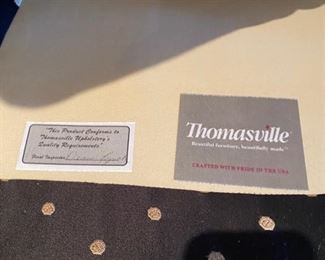 "This Product Conforms to
Thomasville Upholstery's
Quality Requirements"
Final Inspector
Thomasville
Beautiful furniture, beautifully made™
CRAFTED WITH PRIDE IN THE USA